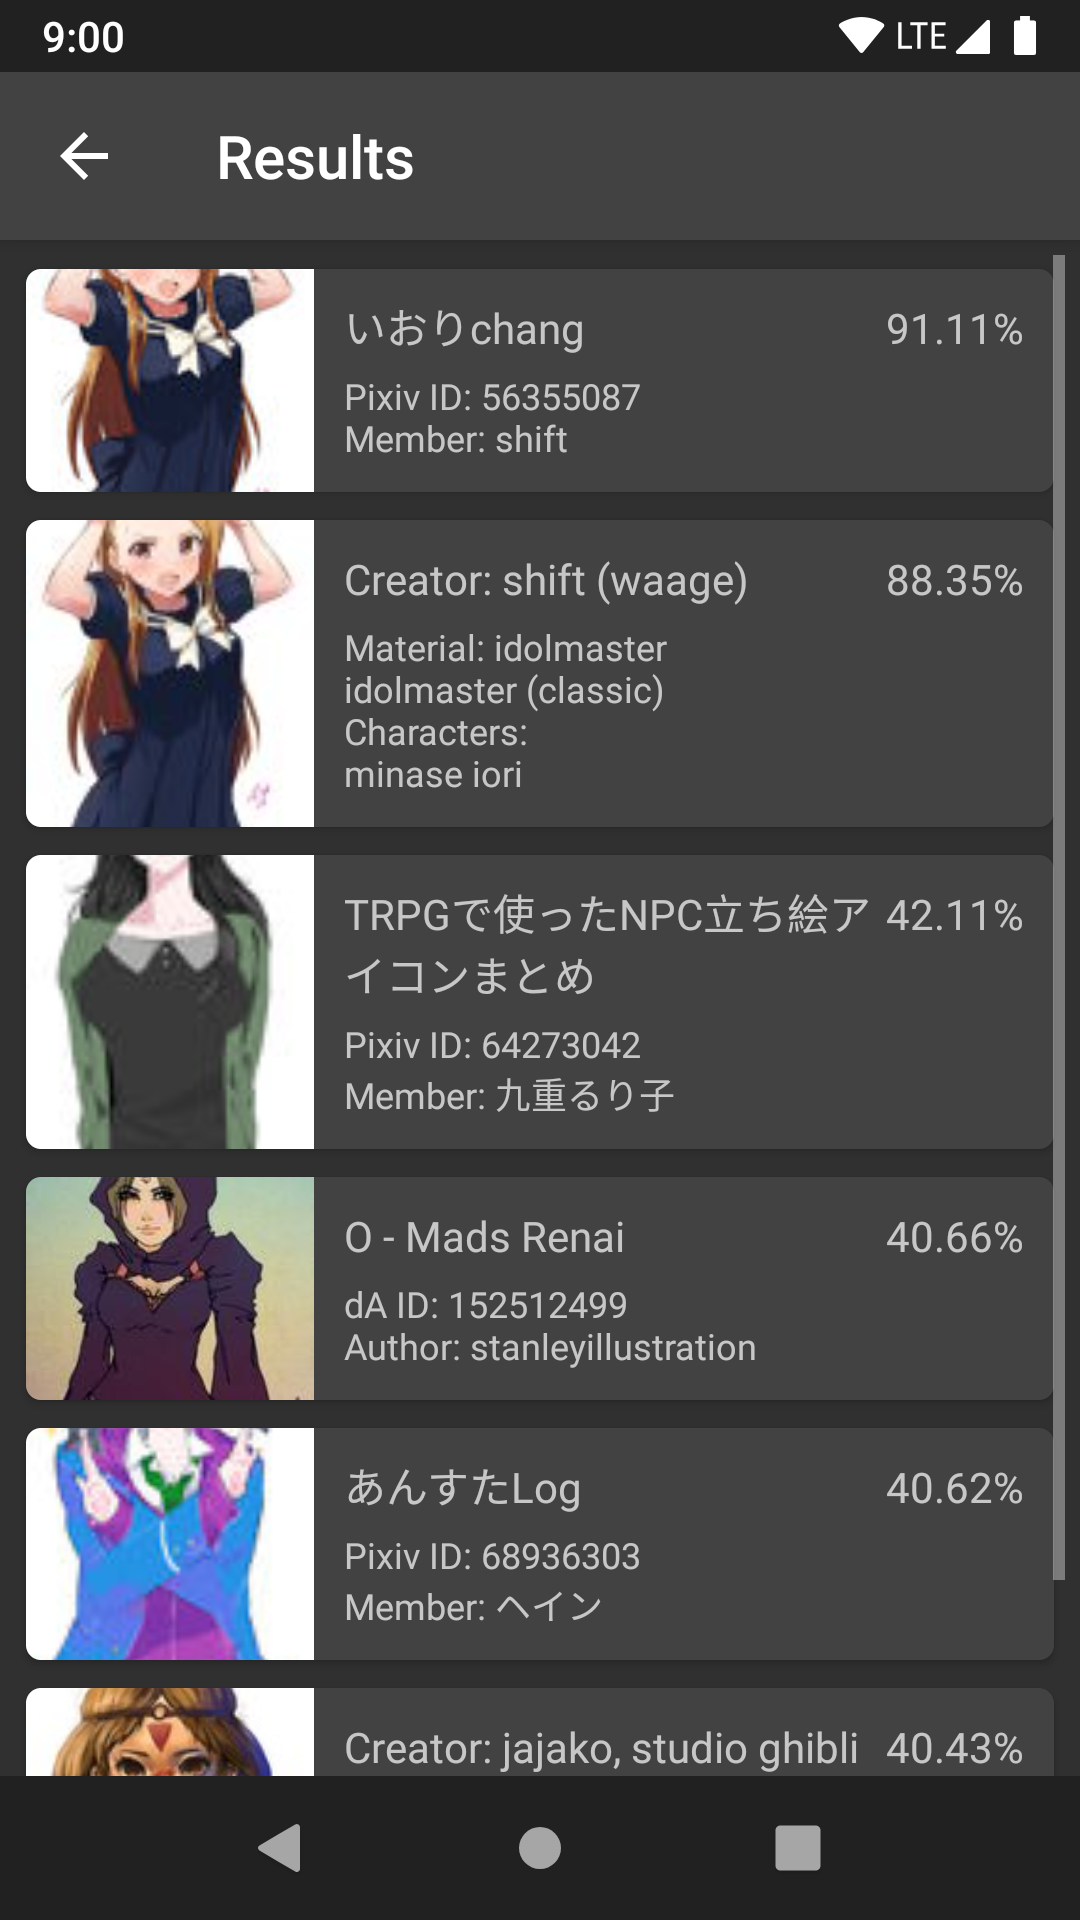 9:00
LTE
Results
いおりchang 91.11%
Pixiv ID: 56355087
Member: shift
Creator: shift (waage) 88.35%
Material: idolmaster
idolmaster (classic)
Characters:
minase iori
TRPGで使ったNPC立ち絵ア 42.11%
イコンまとめ
Pixiv ID: 64273042
Member: 九重るり子
O - Mads Renai 40.66%
dA ID: 152512499
Author: stanleyillustration
あんすたLog 40.62%
Pixiv ID: 68936303
Member: ヘイン
Creator: jajako, studio ghibli 40.43%